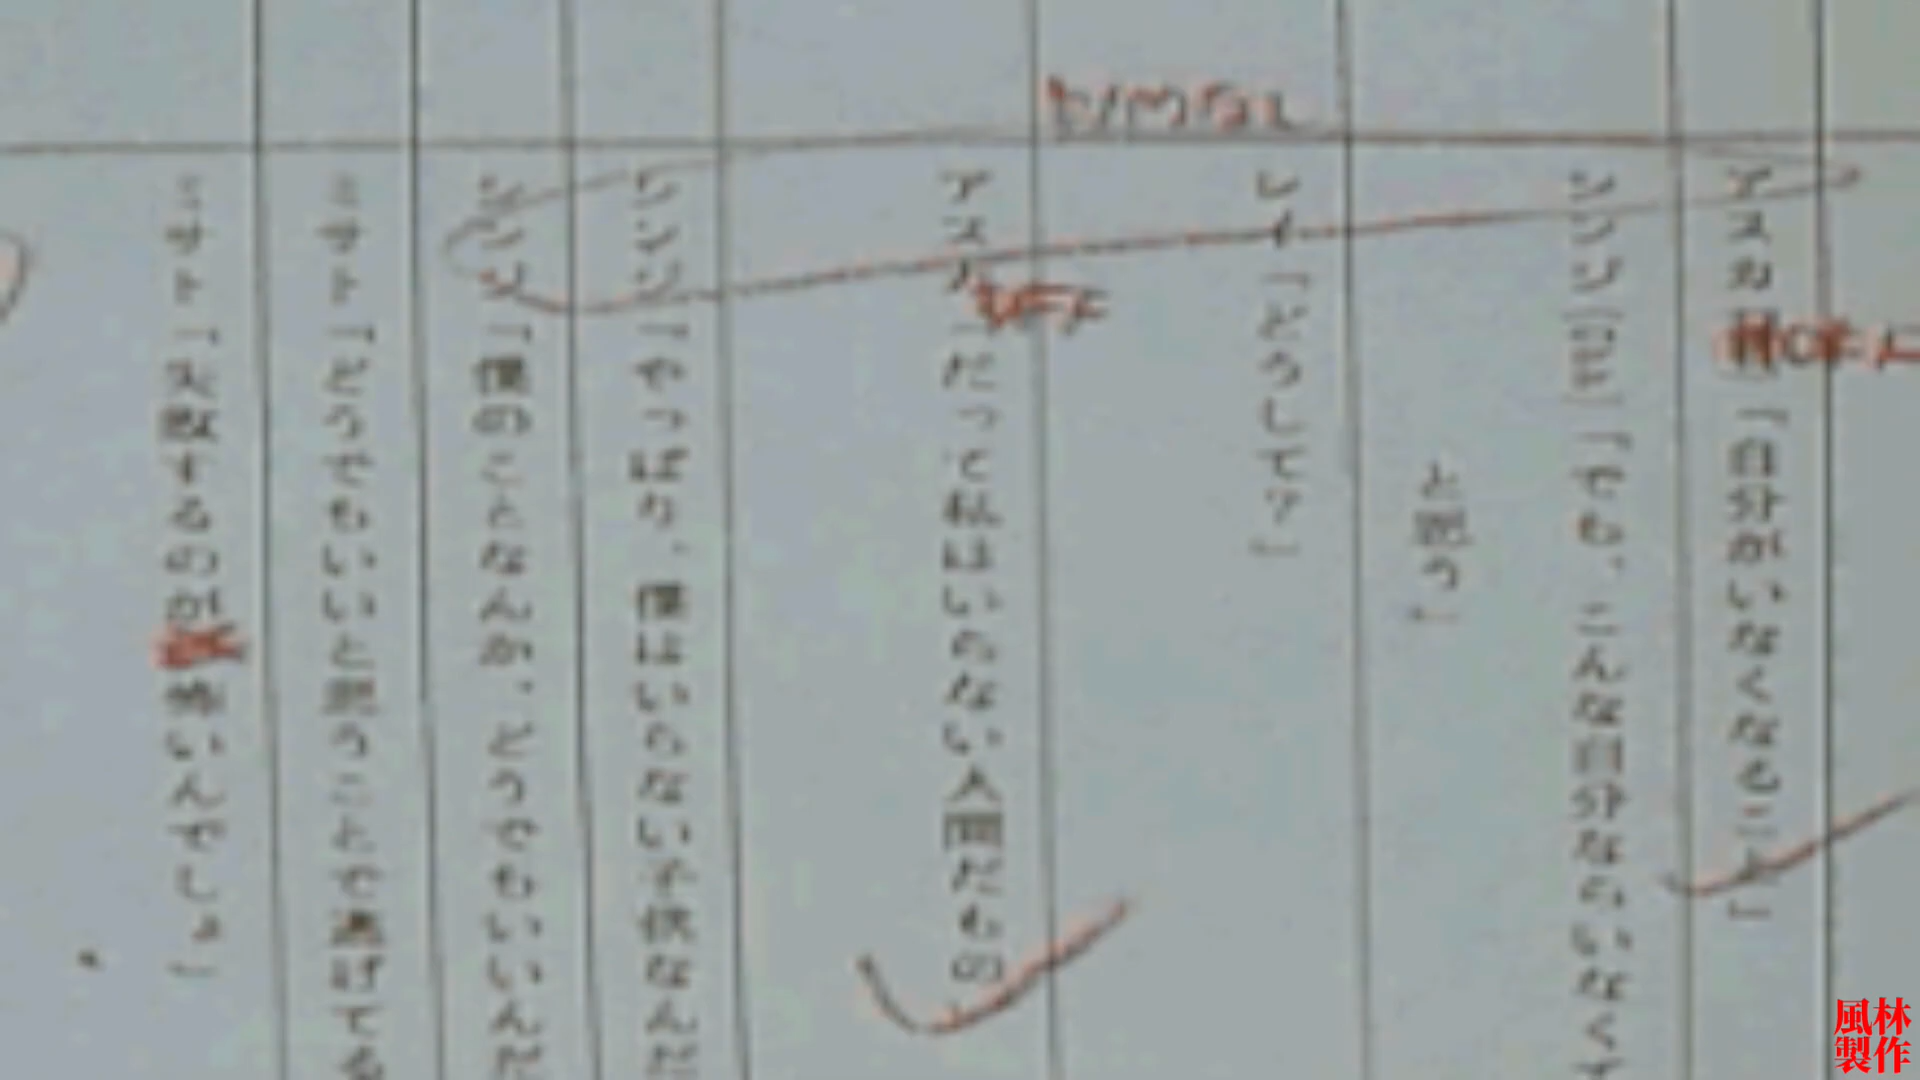 アスカ「自分がいなくなること」
シンジ「でも、こんな自分ならいなく
と思う」
レイ「どうして?」
アスカ「だって私はいらない人間だもの
シンジ「やっぱり、僕はいらない子供なんだ
シンジ「僕のことなんか、どうでもいいんだ
ミサト「どうでもいいと思うことで逃げてる
ミサト「失敗するのが怖いんでしょ」
風林
製作